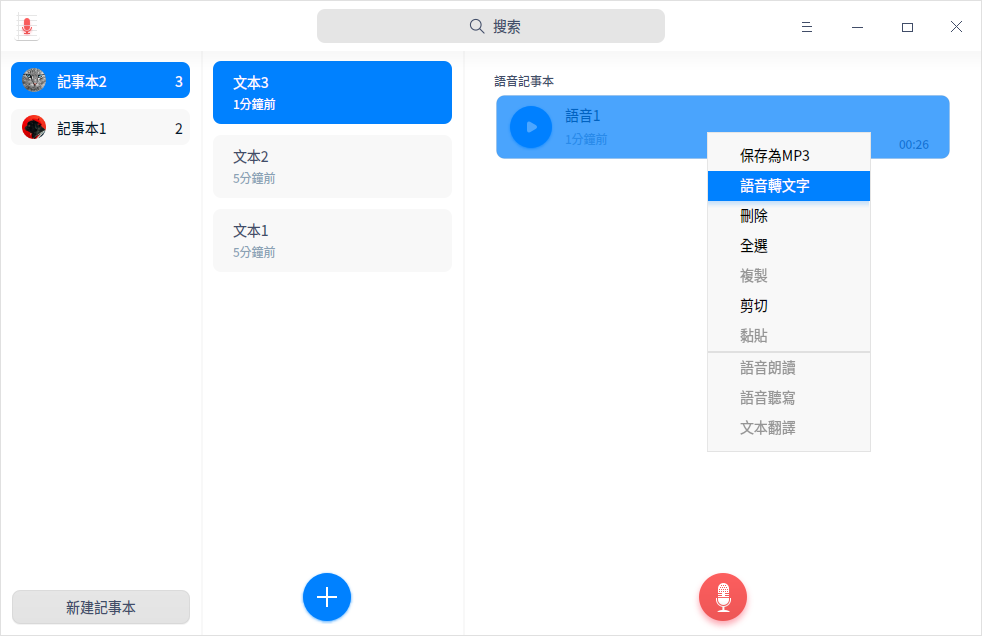 搜索
記事本2
3
記事本1
2
新建記事本
文本3
1分鐘前
文本2
5分鐘前
文本1
5分鐘前
語音記事本
語音1
1分鐘前
00:26
保存為MP3
語音轉文字
刪除
全選
複製
剪切
黏貼
語音朗讀
語音聽寫
文本翻譯